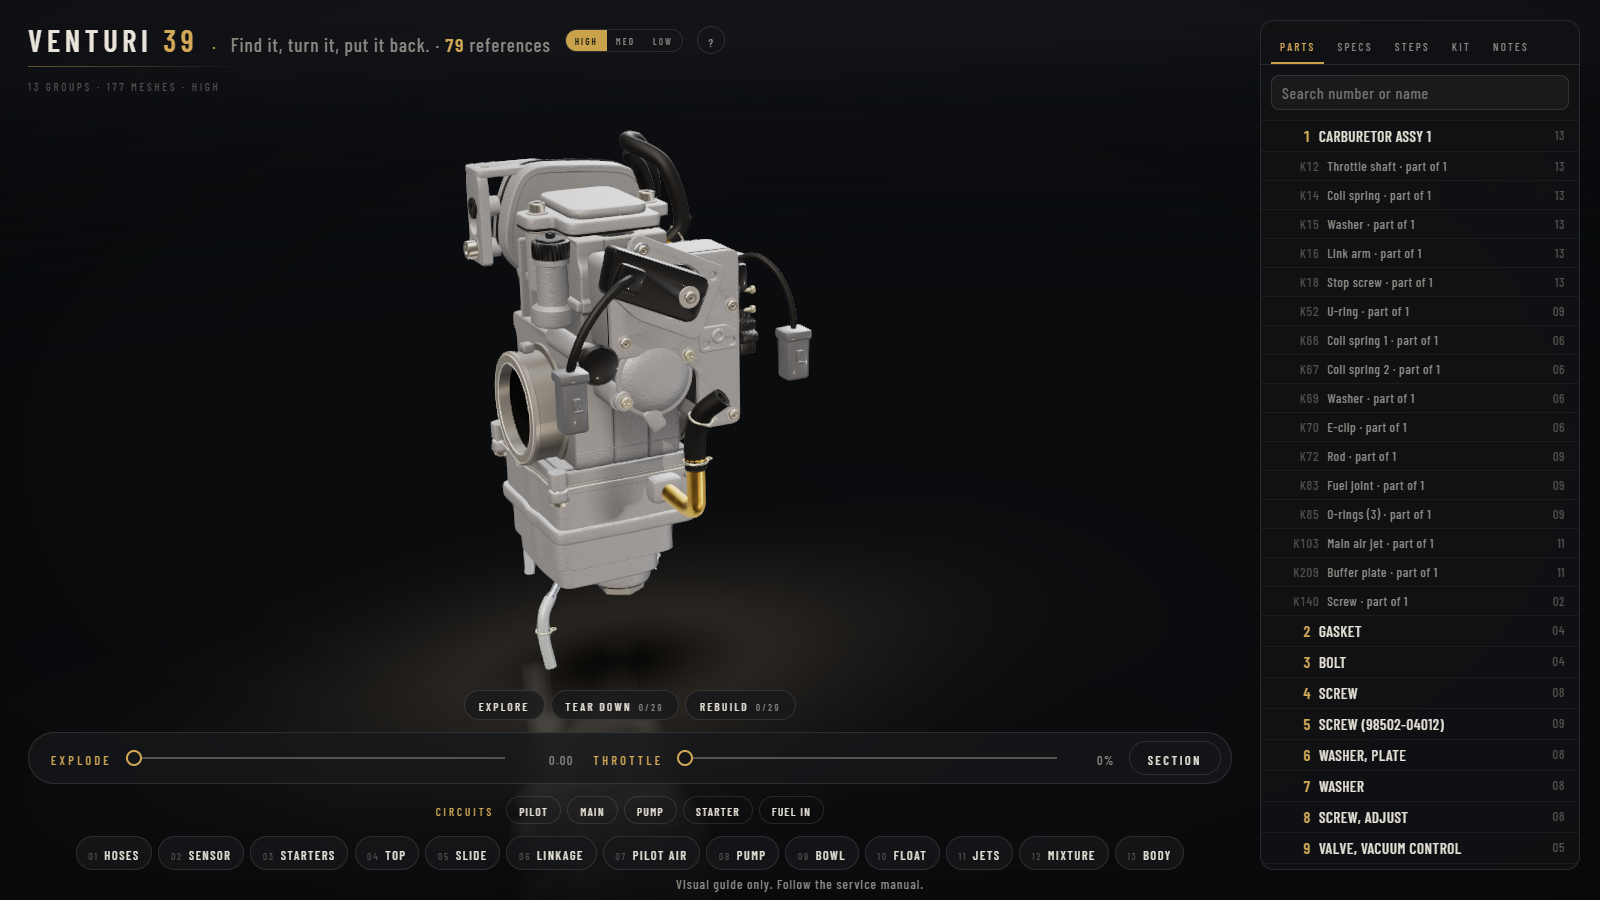 VENTURI 39 · Find it, turn it, put it back. · 79 references HIGH MED LOW ?
13 GROUPS · 177 MESHES · HIGH
PARTS SPECS STEPS KIT NOTES
Search number or name
1 CARBURETOR ASSY 1 13
K12 Throttle shaft · part of 1 13
K14 Coil spring · part of 1 13
K15 Washer · part of 1 13
K16 Link arm · part of 1 13
K18 Stop screw · part of 1 13
K52 U-ring · part of 1 09
K66 Coil spring 1 · part of 1 06
K67 Coil spring 2 · part of 1 06
K69 Washer · part of 1 06
K70 E-clip · part of 1 06
K72 Rod · part of 1 09
K83 Fuel joint · part of 1 09
K85 O-rings (3) · part of 1 09
K103 Main air jet · part of 1 11
K209 Buffer plate · part of 1 11
K140 Screw · part of 1 02
2 GASKET 04
3 BOLT 04
4 SCREW 08
5 SCREW (98502-04012) 09
6 WASHER, PLATE 08
7 WASHER 08
8 SCREW, ADJUST 08
9 VALVE, VACUUM CONTROL 05
EXPLORE TEAR DOWN 0/29 REBUILD 0/29
EXPLODE 0.00 THROTTLE 0% SECTION
CIRCUITS PILOT MAIN PUMP STARTER FUEL IN
01 HOSES 02 SENSOR 03 STARTERS 04 TOP 05 SLIDE 06 LINKAGE 07 PILOT AIR 08 PUMP 09 BOWL 10 FLOAT 11 JETS 12 MIXTURE 13 BODY
Visual guide only. Follow the service manual.